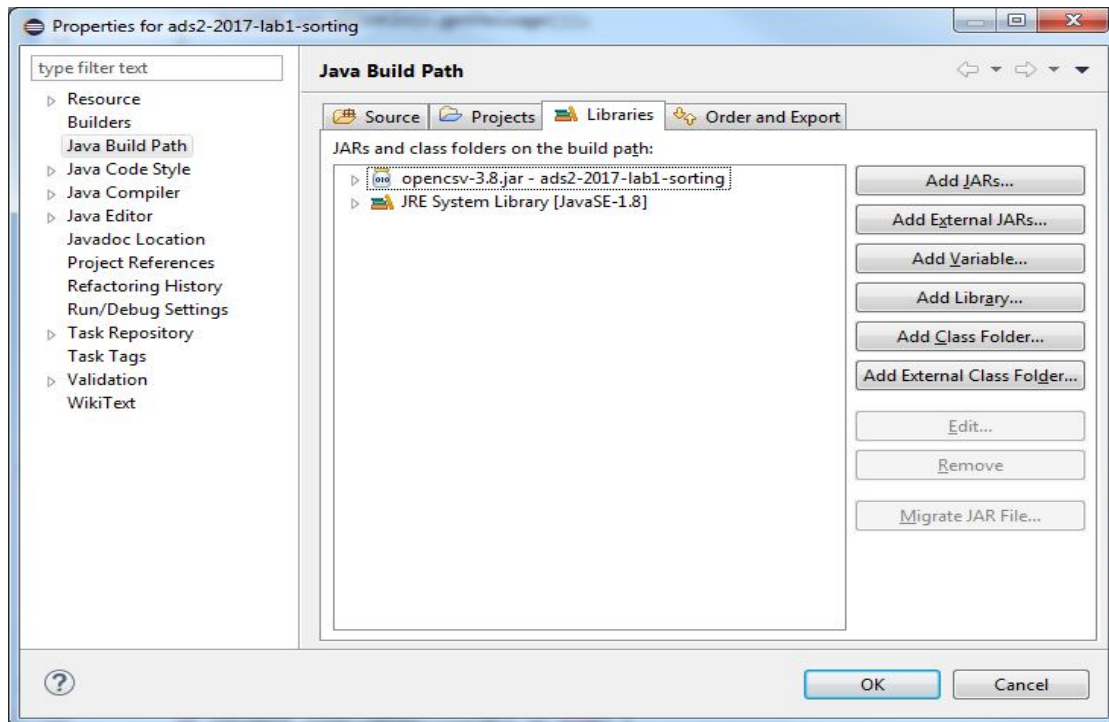 Properties for ads2-2017-lab1-sorting
type filter text
Resource
Builders
Java Build Path
Java Code Style
Java Compiler
Java Editor
Javadoc Location
Project References
Refactoring History
Run/Debug Settings
Task Repository
Task Tags
Validation
WikiText
Java Build Path
Source
Projects
Libraries
Order and Export
JARs and class folders on the build path:
opencsv-3.8.jar - ads2-2017-lab1-sorting
JRE System Library [JavaSE-1.8]
Add JARs...
Add External JARs...
Add Variable...
Add Library...
Add Class Folder...
Add External Class Folder...
Edit...
Remove
Migrate JAR File...
OK
Cancel